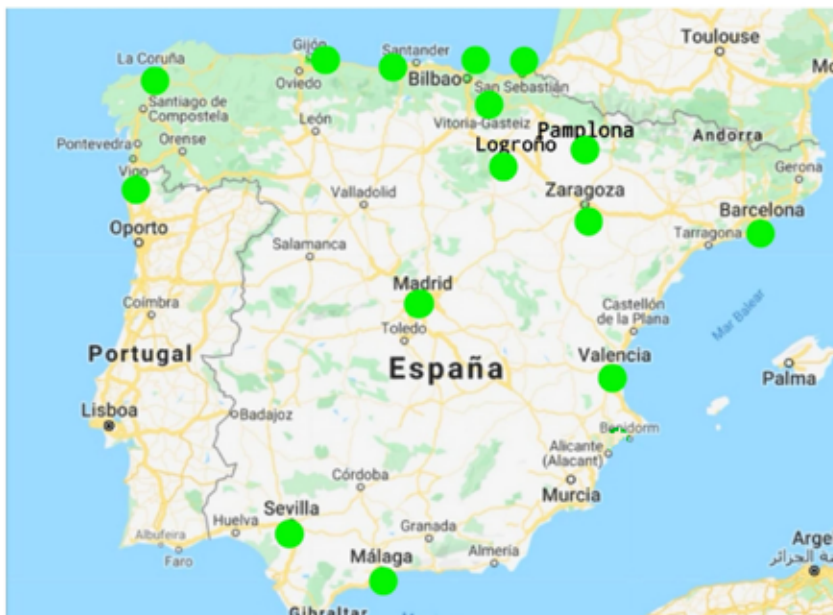 Toulouse
La Coruña
Gijón
Santander
Oviedo
Bilbao
San Sebastián
Santiago de
Compostela
Vitoria-Gasteiz
León
Pamplona
Andorra
Pontevedra
Orense
Logroño
Vigo
Gerona
Valladolid
Zaragoza
Barcelona
Oporto
Tarragona
Salamanca
Madrid
Coimbra
Castellón
de la Plana
Mar Balear
Toledo
Portugal
España
Valencia
Palma
Lisboa
Badajoz
Benidorm
Alicante
(Alacant)
Córdoba
Murcia
Sevilla
Huelva
Granada
Albufeira
Faro
Málaga
Almería